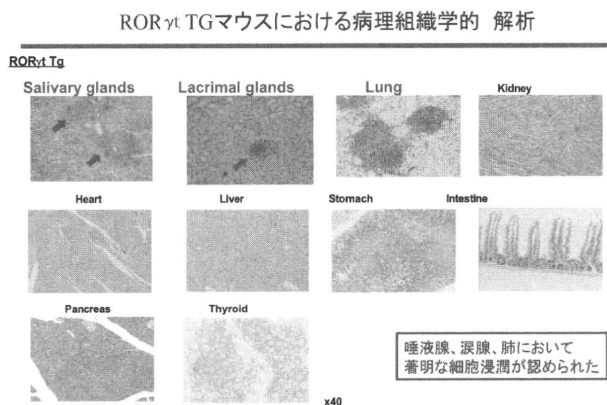 RORγt TGマウスにおける病理組織学的 解析
RORγt Tg
Salivary glands Lacrimal glands Lung Kidney
Heart Liver Stomach Intestine
Pancreas Thyroid
唾液腺、涙腺、肺において
著明な細胞浸潤が認められた
x40